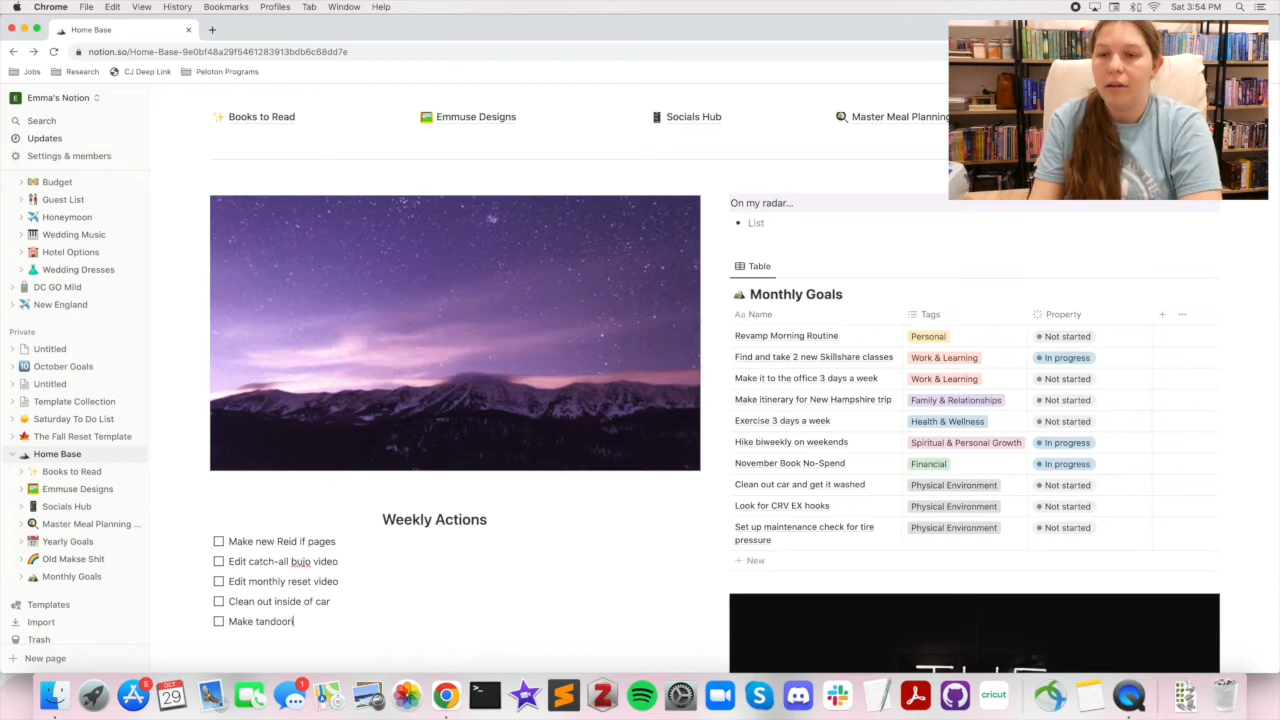 Chrome File Edit View History Bookmarks Profiles Tab Window Help Sat 3:54 PM
Home Base
notion.so/Home-Base-9e0bf48a29f5461283913bdb6c68dd7e
Jobs Research CJ Deep Link Peloton Programs
E Emma's Notion
Search
Updates
Settings & members
Budget
Guest List
Honeymoon
Wedding Music
Hotel Options
Wedding Dresses
DC GO Mild
New England
Private
Untitled
October Goals
Untitled
Template Collection
Saturday To Do List
The Fall Reset Template
Home Base
Books to Read
Emmuse Designs
Socials Hub
Master Meal Planning ...
Yearly Goals
Old Makse Shit
Monthly Goals
Templates
Import
Trash
New page
Books to Read Emmuse Designs Socials Hub Master Meal Planning
Weekly Actions
Make new Reid if pages
Edit catch-all bujo video
Edit monthly reset video
Clean out inside of car
Make tandoori
On my radar...
List
Table
Monthly Goals
Aa Name Tags Property
Revamp Morning Routine Personal Not started
Find and take 2 new Skillshare classes Work & Learning In progress
Make it to the office 3 days a week Work & Learning Not started
Make itinerary for New Hampshire trip Family & Relationships Not started
Exercise 3 days a week Health & Wellness Not started
Hike biweekly on weekends Spiritual & Personal Growth In progress
November Book No-Spend Financial In progress
Clean out car and get it washed Physical Environment Not started
Look for CRV EX hooks Physical Environment Not started
Set up maintenance check for tire Physical Environment Not started
pressure
New
OCT
29
5
1
cricut